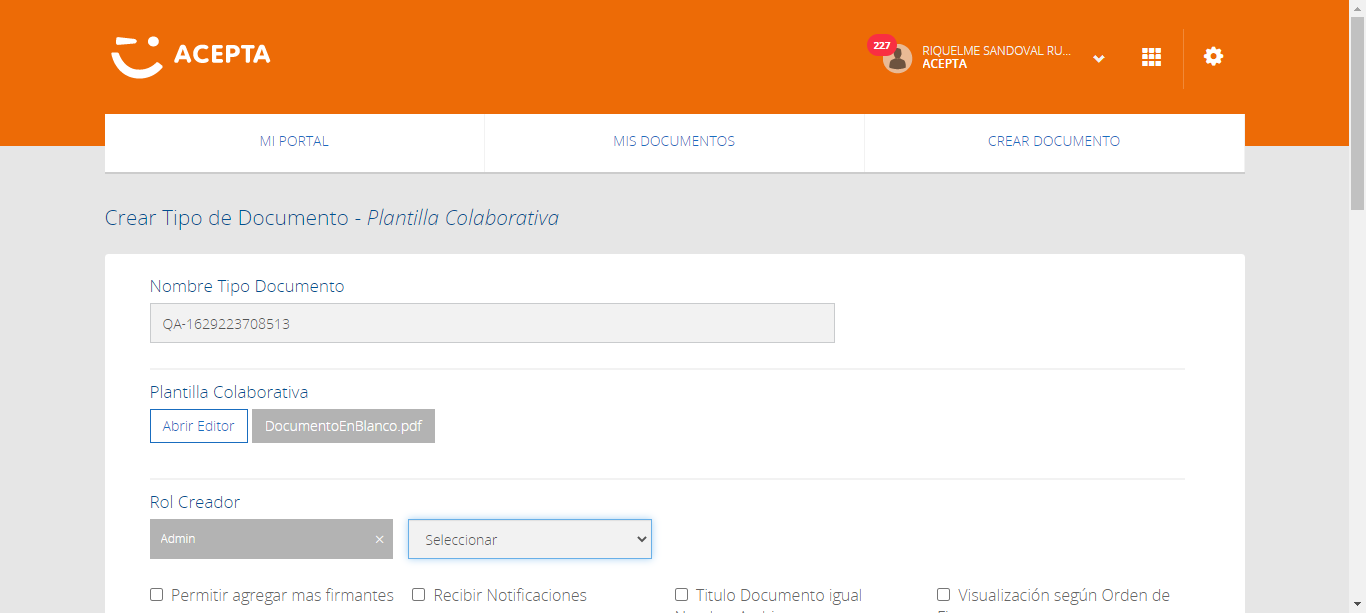 ACEPTA
227
RIQUELME SANDOVAL RU...
ACEPTA
MI PORTAL
MIS DOCUMENTOS
CREAR DOCUMENTO
Crear Tipo de Documento - Plantilla Colaborativa
Nombre Tipo Documento
QA-1629223708513
Plantilla Colaborativa
Abrir Editor
DocumentoEnBlanco.pdf
Rol Creador
Admin ×
Seleccionar
Permitir agregar mas firmantes
Recibir Notificaciones
Titulo Documento igual
Visualización según Orden de